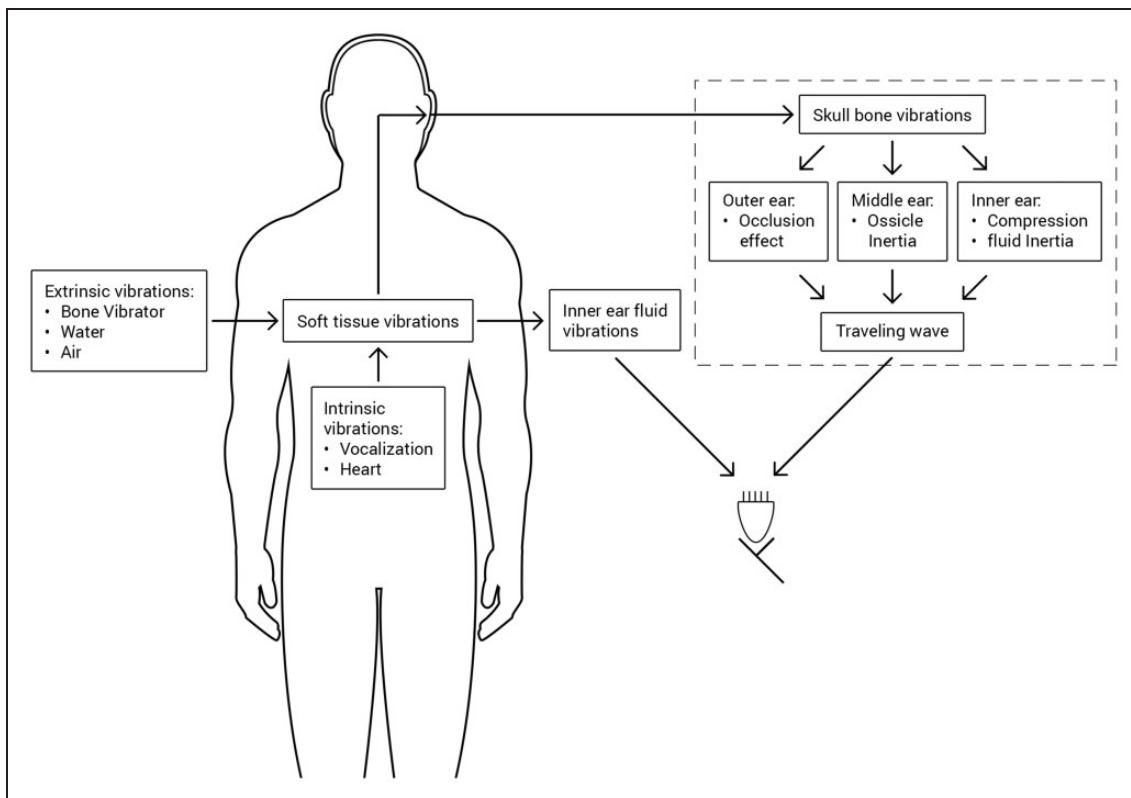 Skull bone vibrations
Outer ear:
• Occlusion
effect
Middle ear:
• Ossicle
Inertia
Inner ear:
• Compression
• fluid Inertia
Traveling wave
Extrinsic vibrations:
• Bone Vibrator
• Water
• Air
Soft tissue vibrations
Inner ear fluid
vibrations
Intrinsic
vibrations:
• Vocalization
• Heart